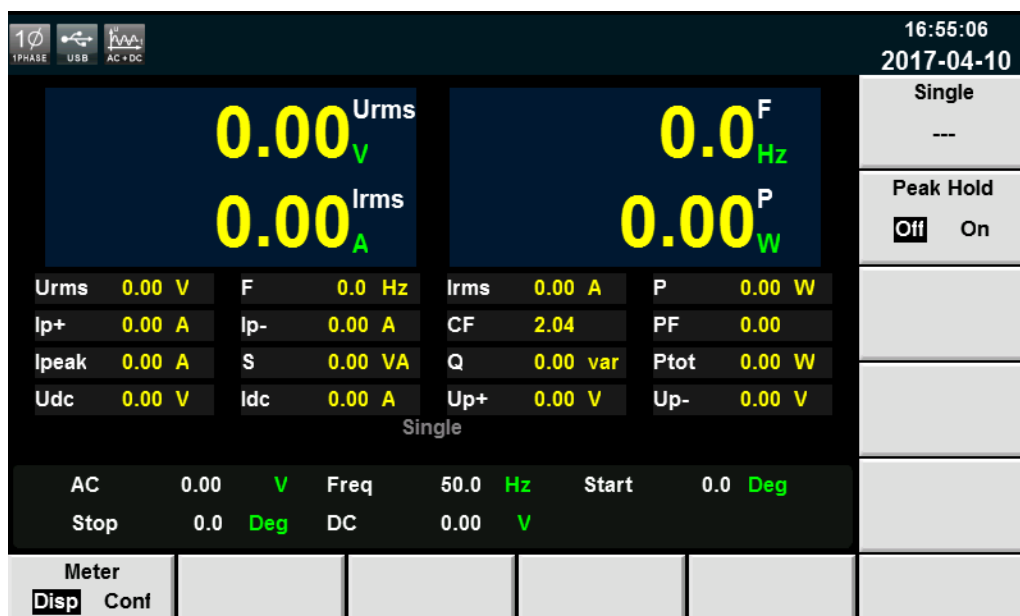 1Ø 16:55:06
1PHASE USB AC+DC 2017-04-10
0.00 Urms V 0.0 F Hz Single
---
0.00 Irms A 0.00 P W Peak Hold
Off On
Urms 0.00 V F 0.0 Hz Irms 0.00 A P 0.00 W
Ip+ 0.00 A Ip- 0.00 A CF 2.04 PF 0.00
Ipeak 0.00 A S 0.00 VA Q 0.00 var Ptot 0.00 W
Udc 0.00 V Idc 0.00 A Up+ 0.00 V Up- 0.00 V
Single
AC 0.00 V Freq 50.0 Hz Start 0.0 Deg
Stop 0.0 Deg DC 0.00 V
Meter
Disp Conf